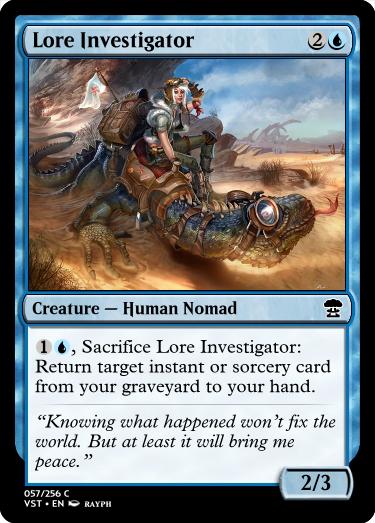 Lore Investigator 2
Creature — Human Nomad
1, Sacrifice Lore Investigator:
Return target instant or sorcery card
from your graveyard to your hand.
“Knowing what happened won’t fix the
world. But at least it will bring me
peace.”
2/3
057/256 C
VST • EN RAYPH